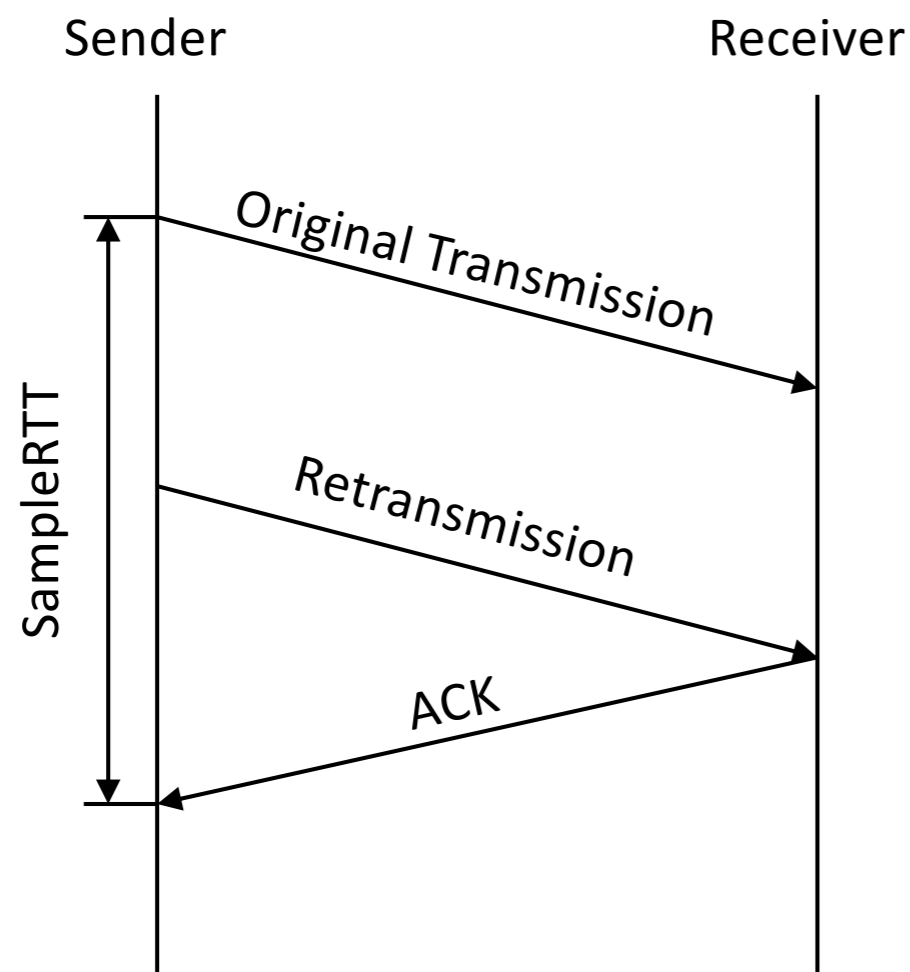 Sender
Receiver
Original Transmission
SampleRTT
Retransmission
ACK